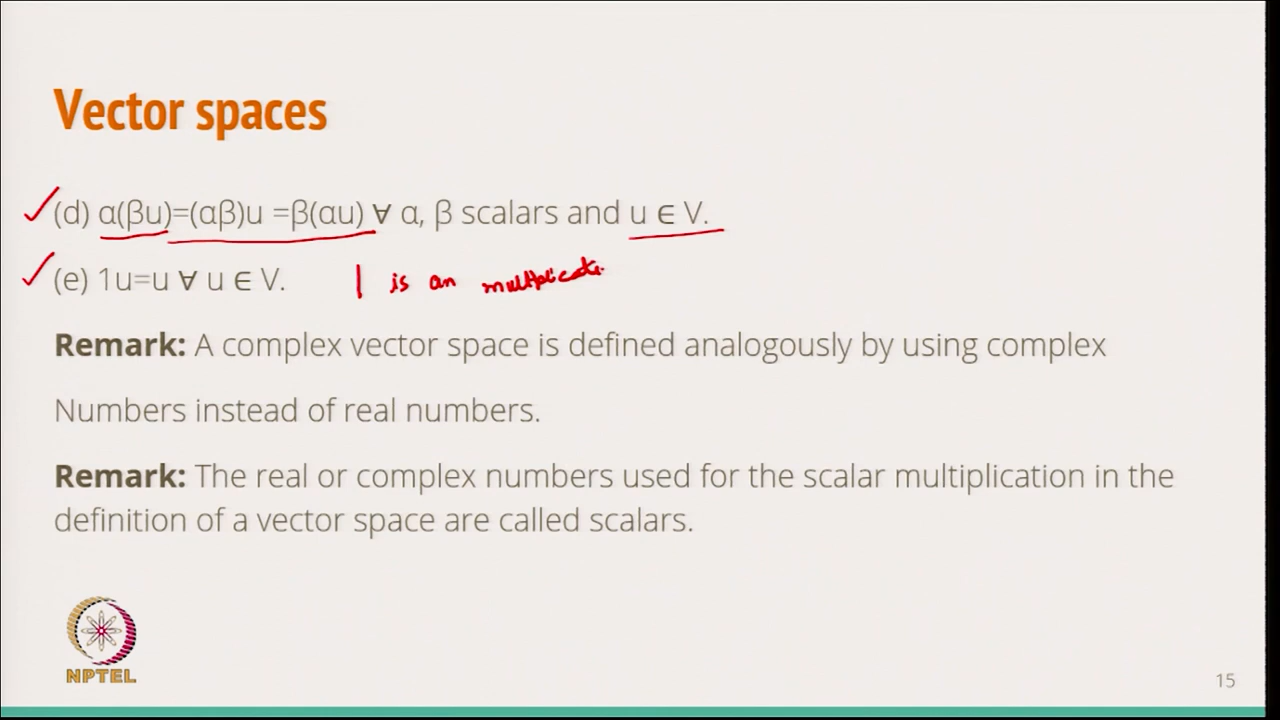 Vector spaces
(d) α(βu)=(αβ)u =β(αu) ∀ α, β scalars and u ∈ V.
(e) 1u=u ∀ u ∈ V. 1 is an multiplicati
Remark: A complex vector space is defined analogously by using complex
Numbers instead of real numbers.
Remark: The real or complex numbers used for the scalar multiplication in the
definition of a vector space are called scalars.
NPTEL
15